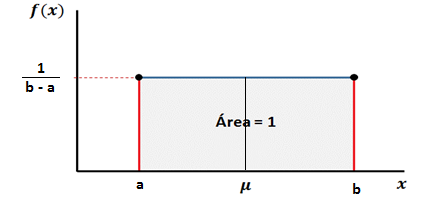 f(x)
1
b - a
Área = 1
a
μ
b
x